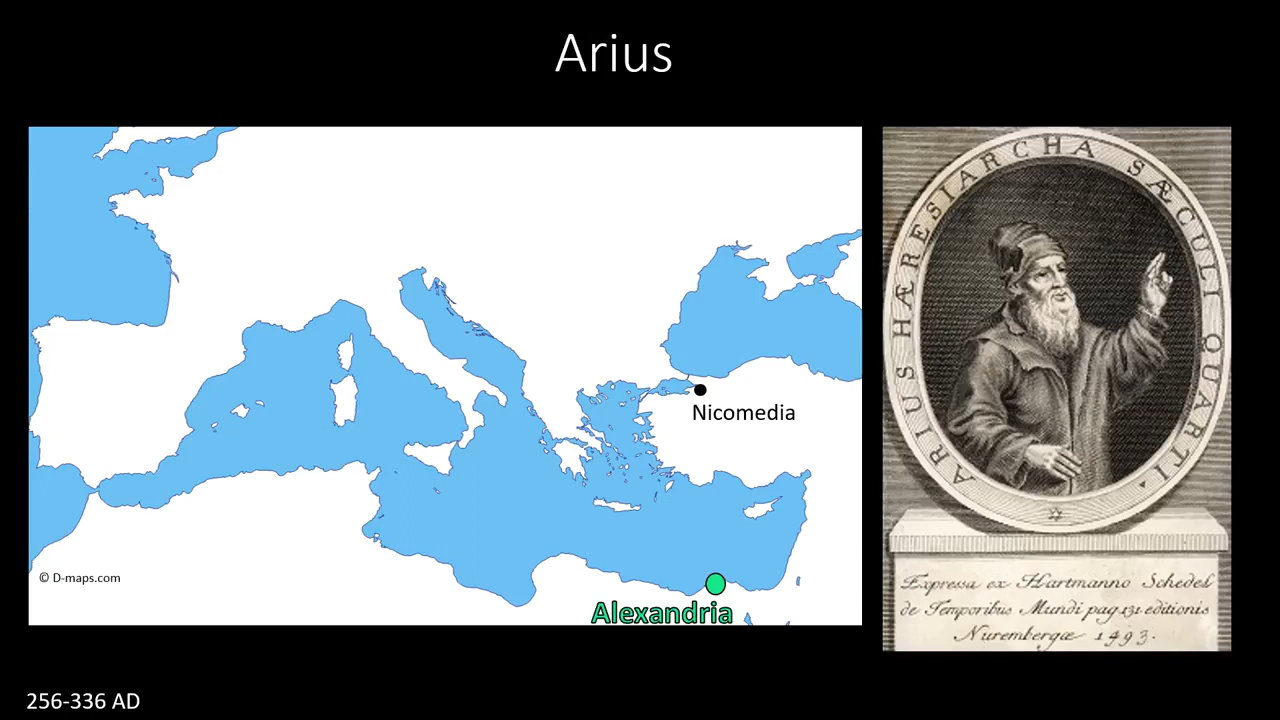 Arius
Nicomedia
© D-maps.com
Alexandria
ARIUS HÆRESIARCHA SÆCULI QUARTI.
Expressa ex Hartmanno Schedel
de Temporibus Mundi pag 131 editionis
Nurembergæ 1493.
256-336 AD